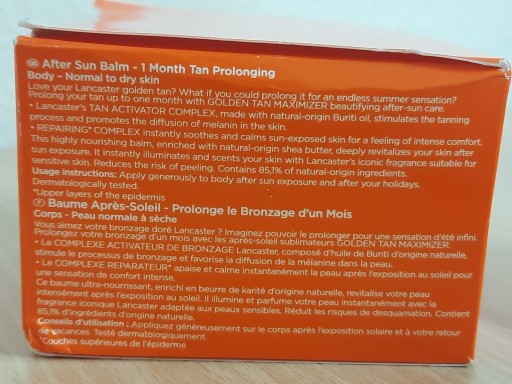 GB After Sun Balm - 1 Month Tan Prolonging
Body - Normal to dry skin
Love your Lancaster golden tan? What if you could prolong it for an endless summer sensation?
Prolong your tan up to one month with GOLDEN TAN MAXIMIZER beautifying after-sun care.
• Lancaster's TAN ACTIVATOR COMPLEX, made with natural-origin Buriti oil, stimulates the tanning
process and promotes the diffusion of melanin in the skin.
• REPAIRING* COMPLEX instantly soothes and calms sun-exposed skin for a feeling of intense comfort.
This highly nourishing balm, enriched with natural-origin shea butter, deeply revitalizes your skin after
sun exposure. It instantly illuminates and scents your skin with Lancaster's iconic fragrance suitable for
sensitive skin. Reduces the risk of peeling. Contains 85,1% of natural-origin ingredients.
Usage instructions: Apply generously to body after sun exposure and after your holidays.
Dermatologically tested.
*Upper layers of the epidermis
F Baume Après-Soleil - Prolonge le Bronzage d'un Mois
Corps - Peau normale à sèche
Vous aimez votre bronzage doré Lancaster ? Imaginez pouvoir le prolonger pour une sensation d'été infini.
Prolongez votre bronzage d'un mois avec les après-soleil sublimateurs GOLDEN TAN MAXIMIZER.
• Le COMPLEXE ACTIVATEUR DE BRONZAGE Lancaster, composé d'huile de Buriti d'origine naturelle,
stimule le processus de bronzage et favorise la diffusion de la mélanine dans la peau.
• Le COMPLEXE REPARATEUR* apaise et calme instantanément la peau après l'exposition au soleil pour
une sensation de confort intense.
Ce baume ultra-nourrissant, enrichi en beurre de karité d'origine naturelle, revitalise votre peau
intensément après l'exposition au soleil. Il illumine et parfume votre peau instantanément avec la
fragrance iconique Lancaster adaptée aux peaux sensibles. Réduit les risques de desquamation. Contient
85,1% d'ingrédients d'origine naturelle.
Conseils d'utilisation : Appliquez généreusement sur le corps après l'exposition solaire et à votre retour
de vacances. Testé dermatologiquement.
*Couches supérieures de l'épiderme